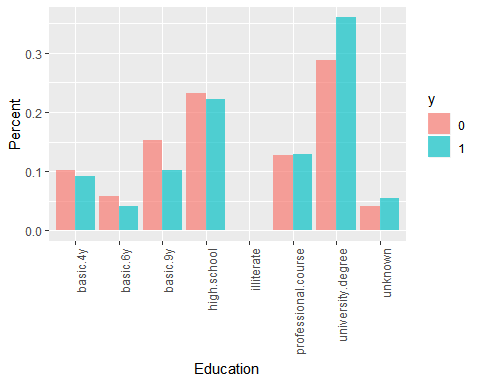 Percent
0.3
0.2
0.1
0.0
basic.4y
basic.6y
basic.9y
high.school
illiterate
professional.course
university.degree
unknown
Education
y
0
1